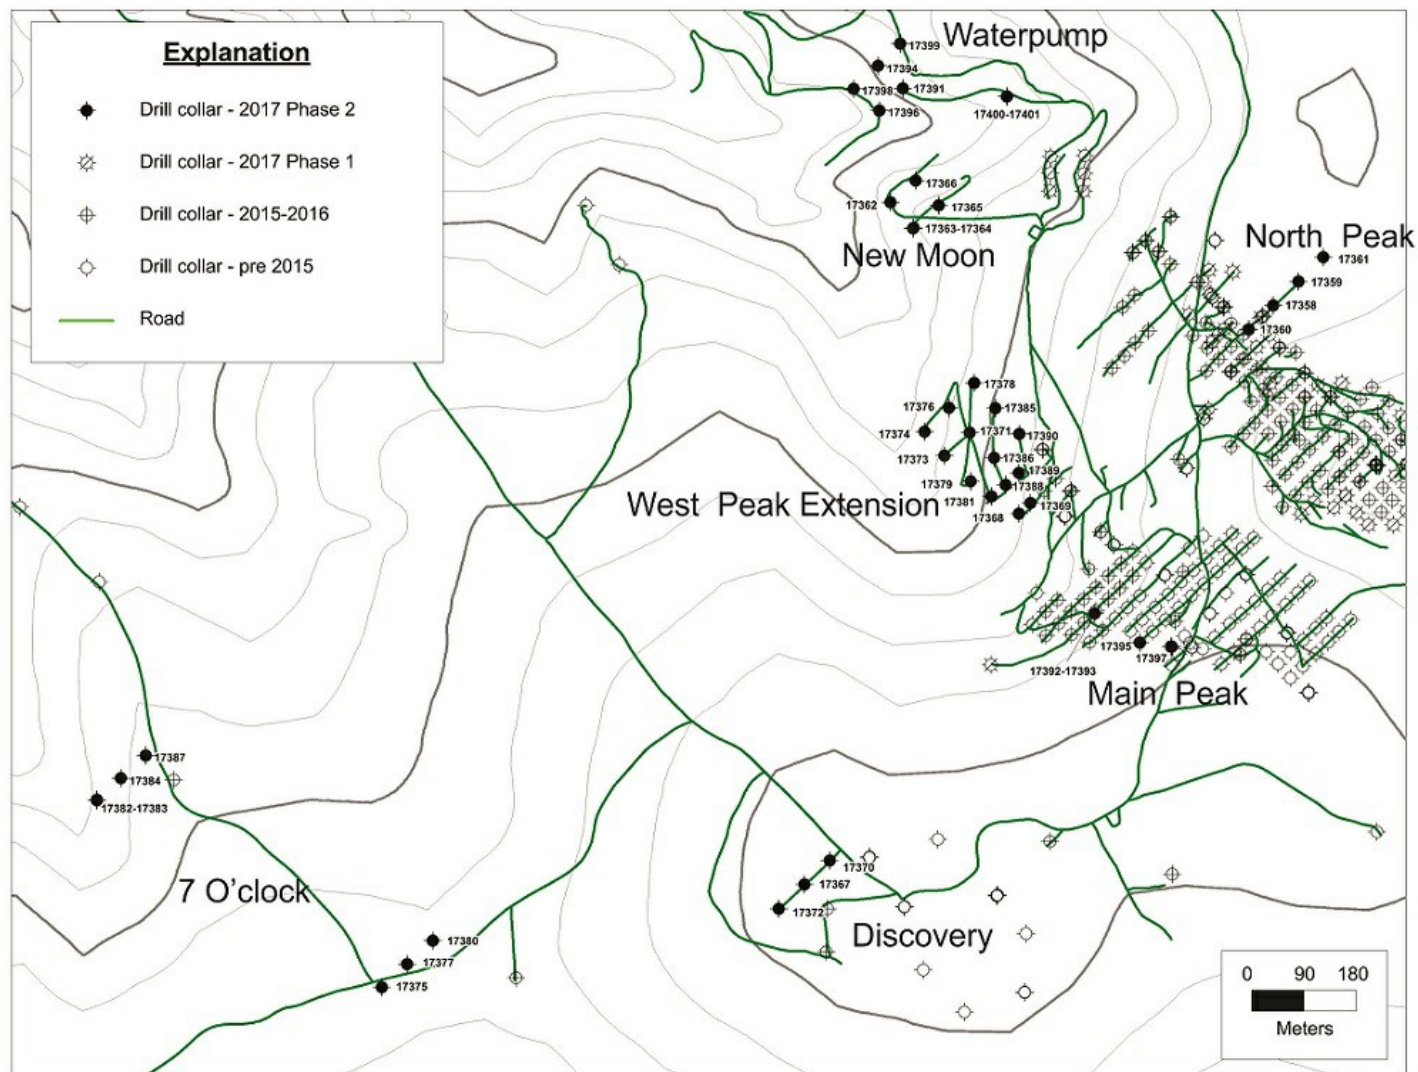 Explanation
Drill collar - 2017 Phase 2
Drill collar - 2017 Phase 1
Drill collar - 2015-2016
Drill collar - pre 2015
Road
Waterpump
17399
17394
17398
17391
17396
17400-17401
17366
17362
17365
17363-17364
New Moon
North Peak
17361
17359
17358
17360
17378
17376
17385
17374
17371
17390
17373
17386
17389
17379
17388
17381
17369
17368
West Peak Extension
17395
17397
17392-17393
Main Peak
17387
17384
17382-17383
7 O'clock
17380
17377
17375
17370
17367
17372
Discovery
0 90 180
Meters